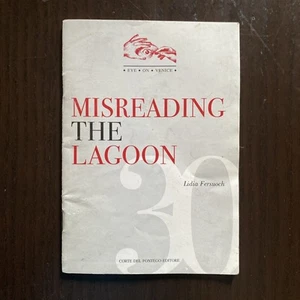 • EYE • ON • VENICE •
MISREADING
THE
LAGOON
Lidia Fersuoch
30
CORTE DEL FONTEGO EDITORE